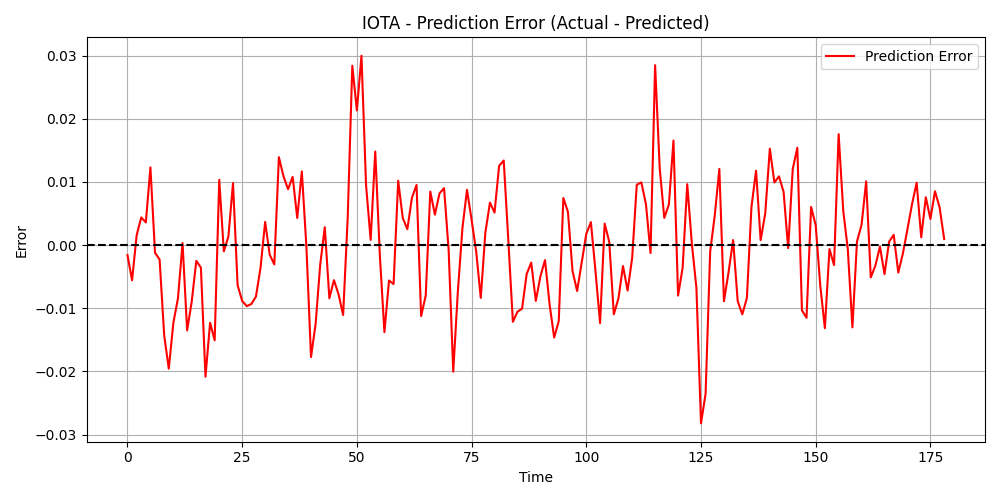 IOTA - Prediction Error (Actual - Predicted)
Prediction Error
0.03
0.02
0.01
0.00
−0.01
−0.02
−0.03
Error
0 25 50 75 100 125 150 175
Time